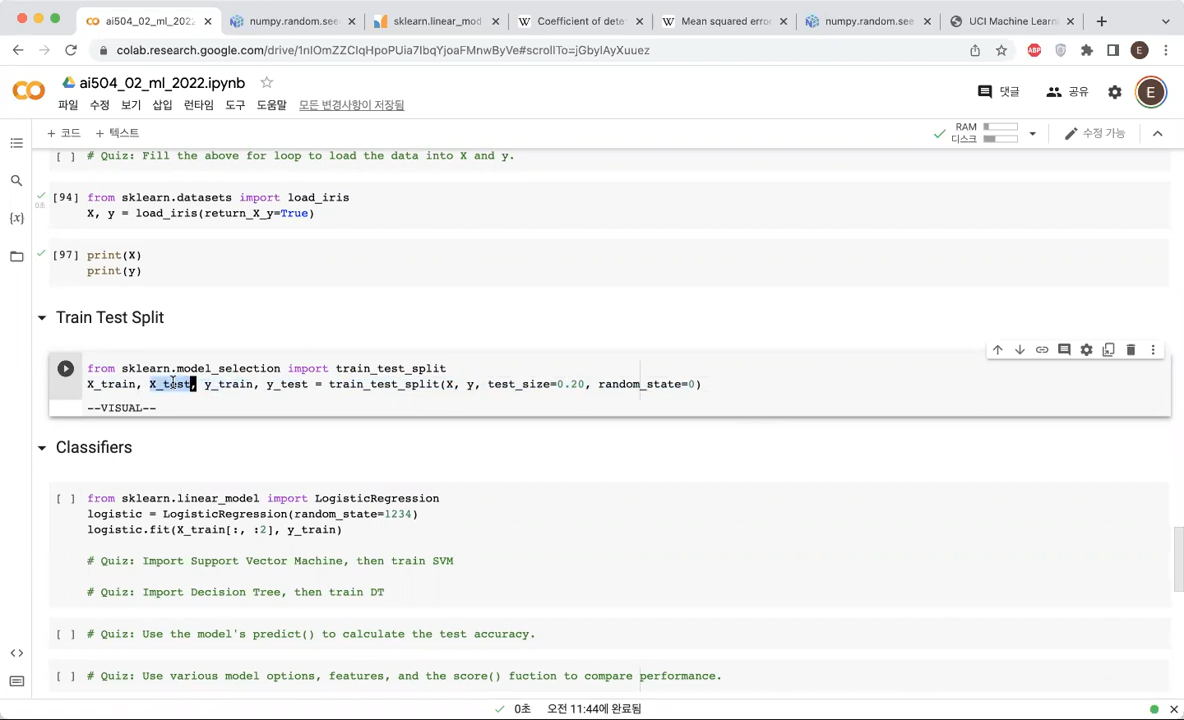 ai504_02_ml_2022.
numpy.random.see
sklearn.linear_mod
Coefficient of dete
Mean squared erro
numpy.random.see
UCI Machine Learn
colab.research.google.com/drive/1nIOmZZCIqHpoPUia7IbqYjoaFMnwByVe#scrollTo=jGbyIAyXuuez
ai504_02_ml_2022.ipynb
파일 수정 보기 삽입 런타임 도구 도움말 모든 변경사항이 저장됨
댓글 공유
+ 코드 + 텍스트
RAM
디스크
수정 가능
[ ] # Quiz: Fill the above for loop to load the data into X and y.
[94] from sklearn.datasets import load_iris
0초
X, y = load_iris(return_X_y=True)
[97] print(X)
print(y)
Train Test Split
from sklearn.model_selection import train_test_split
X_train, X_test, y_train, y_test = train_test_split(X, y, test_size=0.20, random_state=0)
--VISUAL--
Classifiers
[ ] from sklearn.linear_model import LogisticRegression
logistic = LogisticRegression(random_state=1234)
logistic.fit(X_train[:, :2], y_train)
# Quiz: Import Support Vector Machine, then train SVM
# Quiz: Import Decision Tree, then train DT
[ ] # Quiz: Use the model's predict() to calculate the test accuracy.
[ ] # Quiz: Use various model options, features, and the score() fuction to compare performance.
0초 오전 11:44에 완료됨